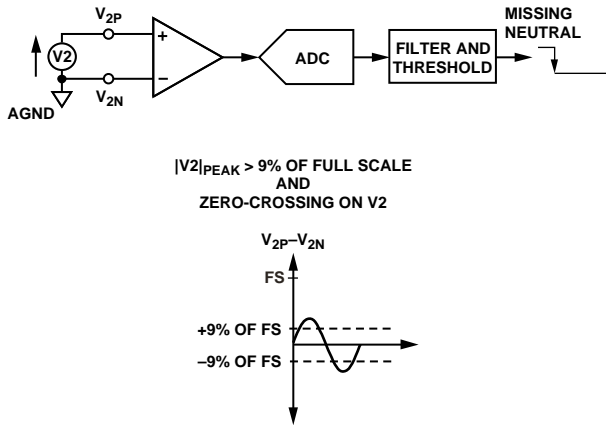 V2P
V2
V2N
AGND
+
–
ADC
FILTER AND
THRESHOLD
MISSING
NEUTRAL
|V2|PEAK > 9% OF FULL SCALE
AND
ZERO-CROSSING ON V2
V2P–V2N
FS
+9% OF FS
–9% OF FS